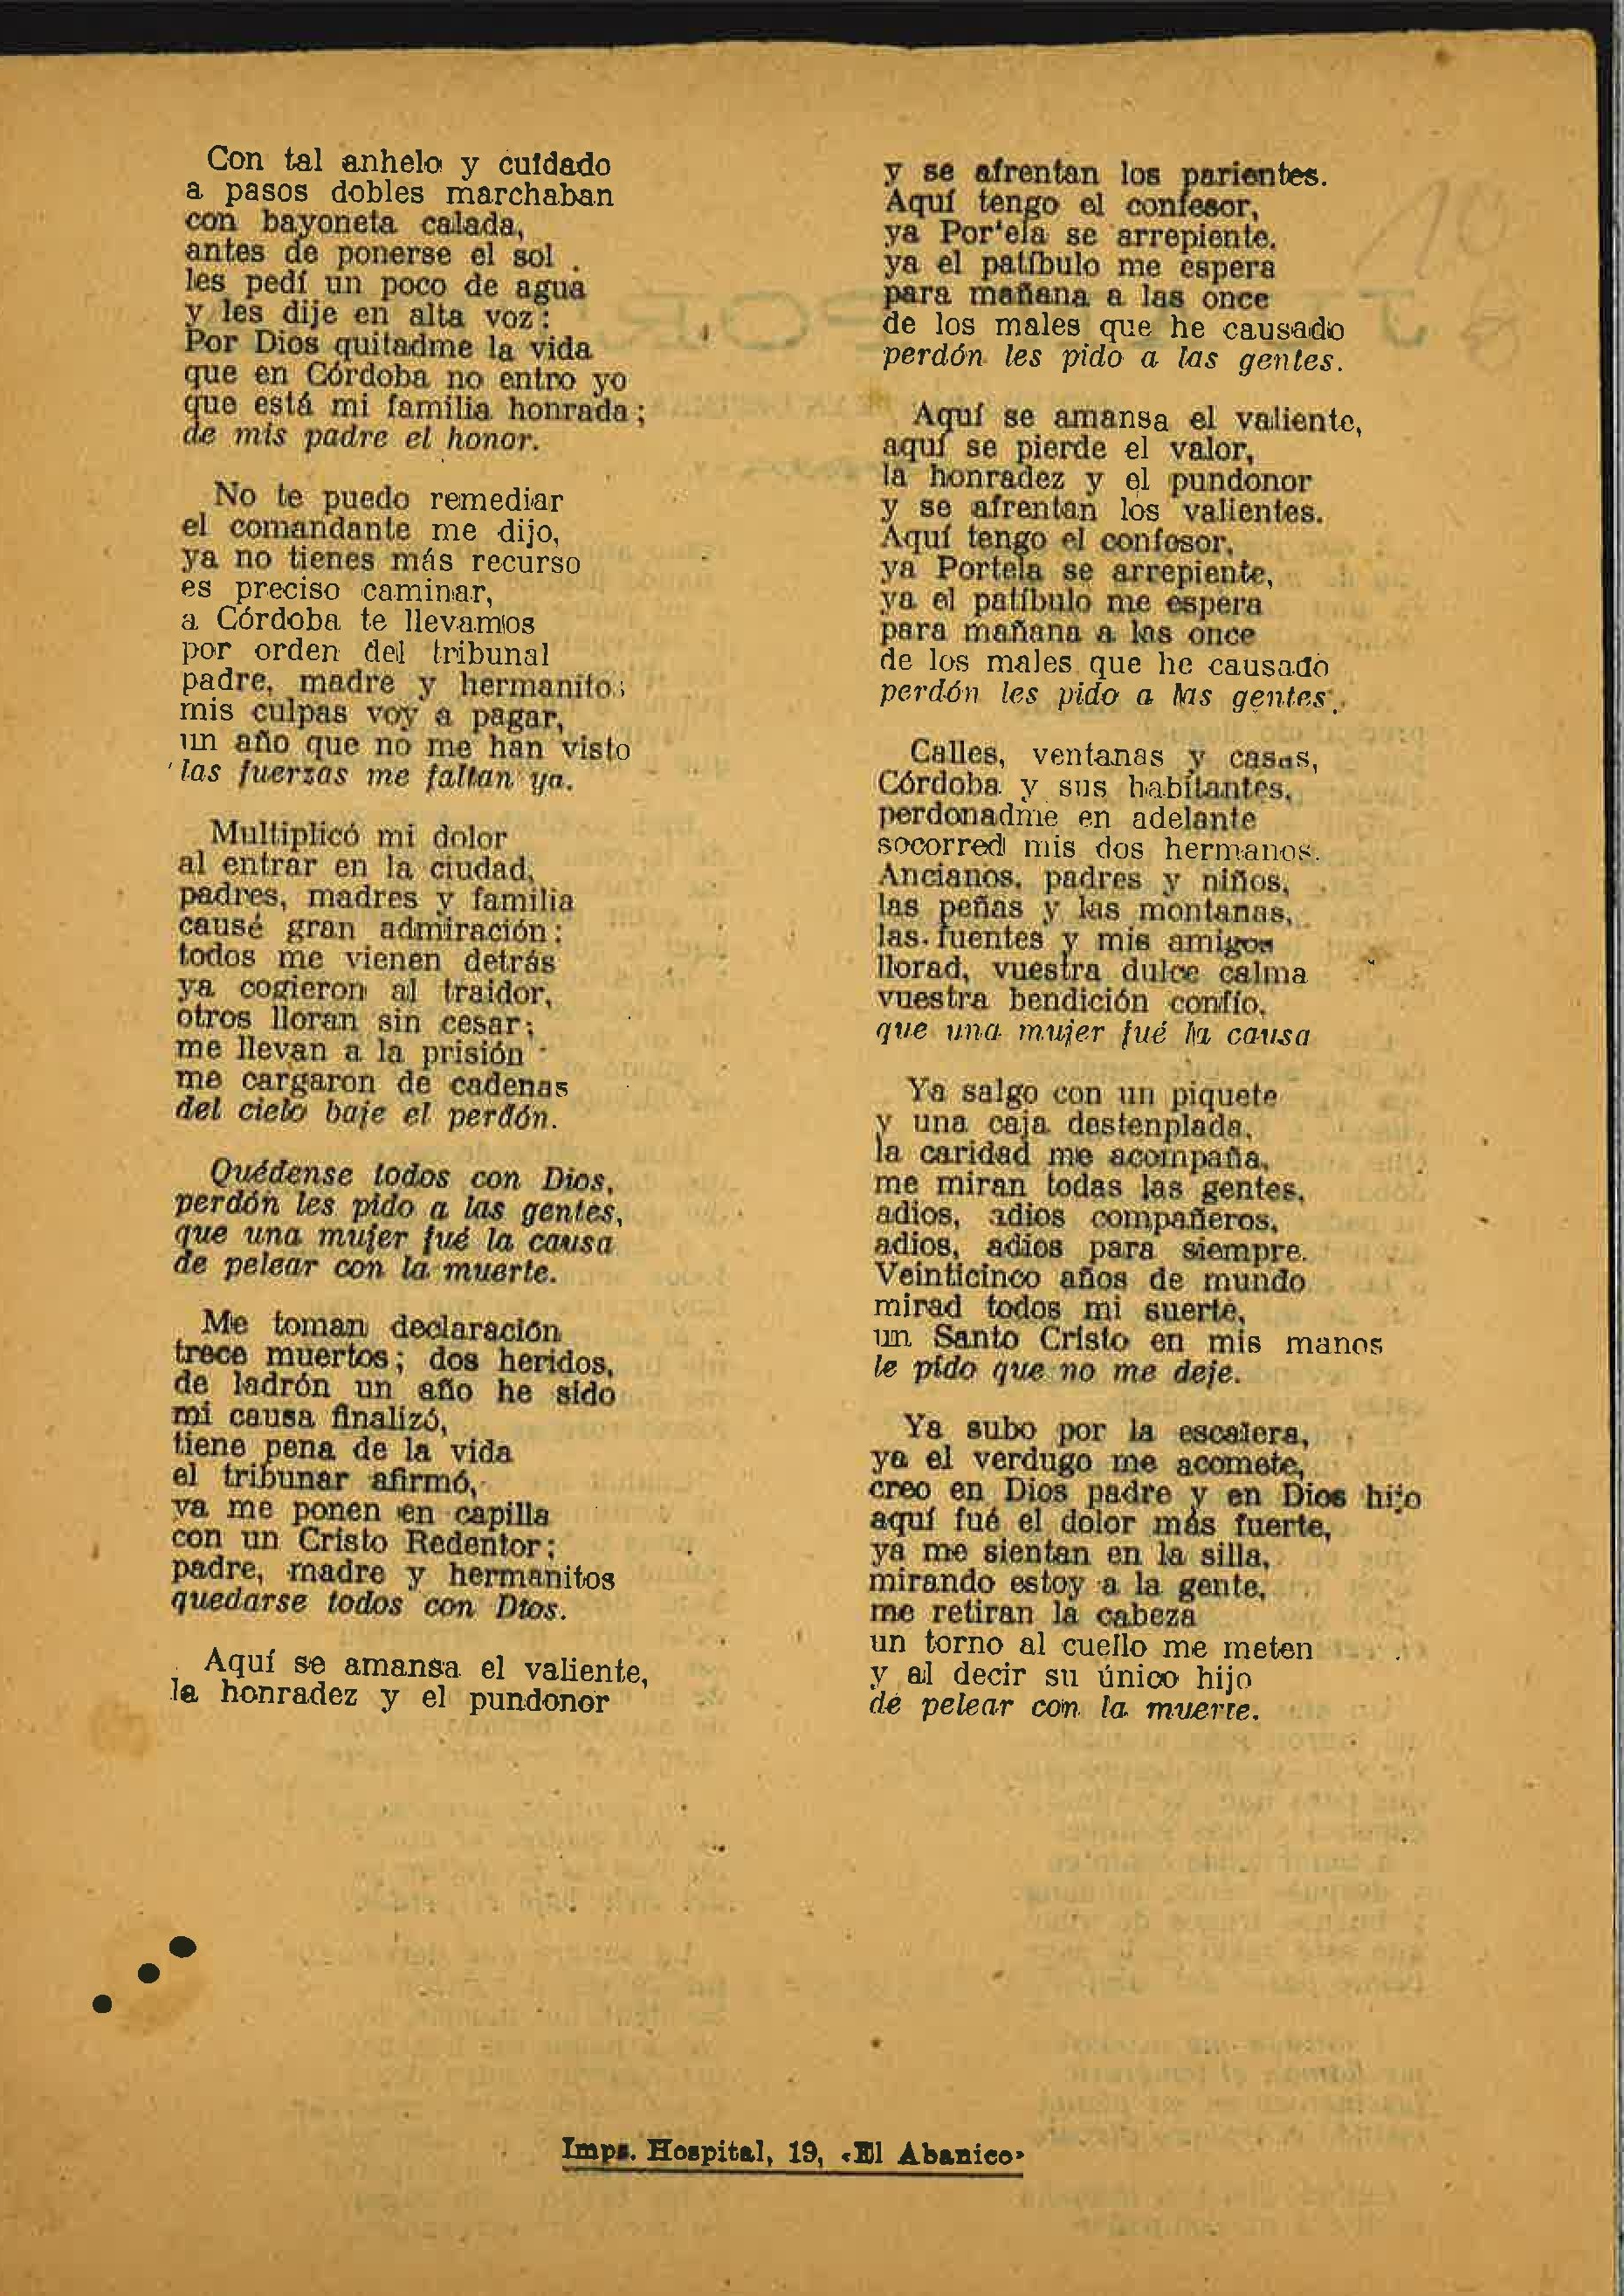 Con tal anhelo y cuidado
a pasos dobles marchaban
con bayoneta calada,
antes de ponerse el sol
les pedí un poco de agua
y les dije en alta voz:
Por Dios quitadme la vida
que en Córdoba no entro yo
que está mi familia honrada;
de mis padre el honor.
No te puedo remediar
el comandante me dijo,
ya no tienes más recurso
es preciso caminar,
a Córdoba te llevamos
por orden del tribunal
padre, madre y hermanito;
mis culpas voy a pagar,
un año que no me han visto
las fuerzas me faltan ya.
Multiplicó mi dolor
al entrar en la ciudad,
padres, madres y familia
causé gran admiración:
todos me vienen detrás
ya cogieron al traidor,
otros lloran sin cesar;
me llevan a la prisión
me cargaron de cadenas
del cielo baje el perdón.
Quédense todos con Dios,
perdón les pido a las gentes,
que una mujer fué la causa
de pelear con la muerte.
Me toman declaración
trece muertos; dos heridos,
de ladrón un año he sido
mi causa finalizó,
tiene pena de la vida
el tribunar afirmó,
ya me ponen en capilla
con un Cristo Redentor;
padre, madre y hermanitos
quedarse todos con Dios.
Aquí se amansa el valiente,
la honradez y el pundonor
y se afrentan los parientes.
Aquí tengo el confesor,
ya Por'ela se arrepiente.
ya el patíbulo me espera
para mañana a las once
de los males que he causado
perdón les pido a las gentes.
Aquí se amansa el valiente,
aquí se pierde el valor,
la honradez y el pundonor
y se afrentan los valientes.
Aquí tengo el confesor,
ya Portela se arrepiente,
ya el patíbulo me espera
para mañana a las once
de los males que he causado
perdón les pido a las gentes.
Calles, ventanas y casas,
Córdoba y sus habitantes,
perdonadme en adelante
socorred mis dos hermanos.
Ancianos, padres y niños,
las peñas y las montanas,
las fuentes y mis amigos
llorad, vuestra dulce calma
vuestra bendición confío,
que una mujer fué la causa
Ya salgo con un piquete
y una caja destenplada,
la caridad me acompaña,
me miran todas las gentes,
adios, adios compañeros,
adios, adios para siempre.
Veinticinco años de mundo
mirad todos mi suerte,
un Santo Cristo en mis manos
le pido que no me deje.
Ya subo por la escalera,
ya el verdugo me acomete,
creo en Dios padre y en Dios hijo
aquí fué el dolor más fuerte,
ya me sientan en la silla,
mirando estoy a la gente,
me retiran la cabeza
un torno al cuello me meten
y al decir su único hijo
de pelear con la muerte.
Imps. Hospital, 19, «El Abanico»